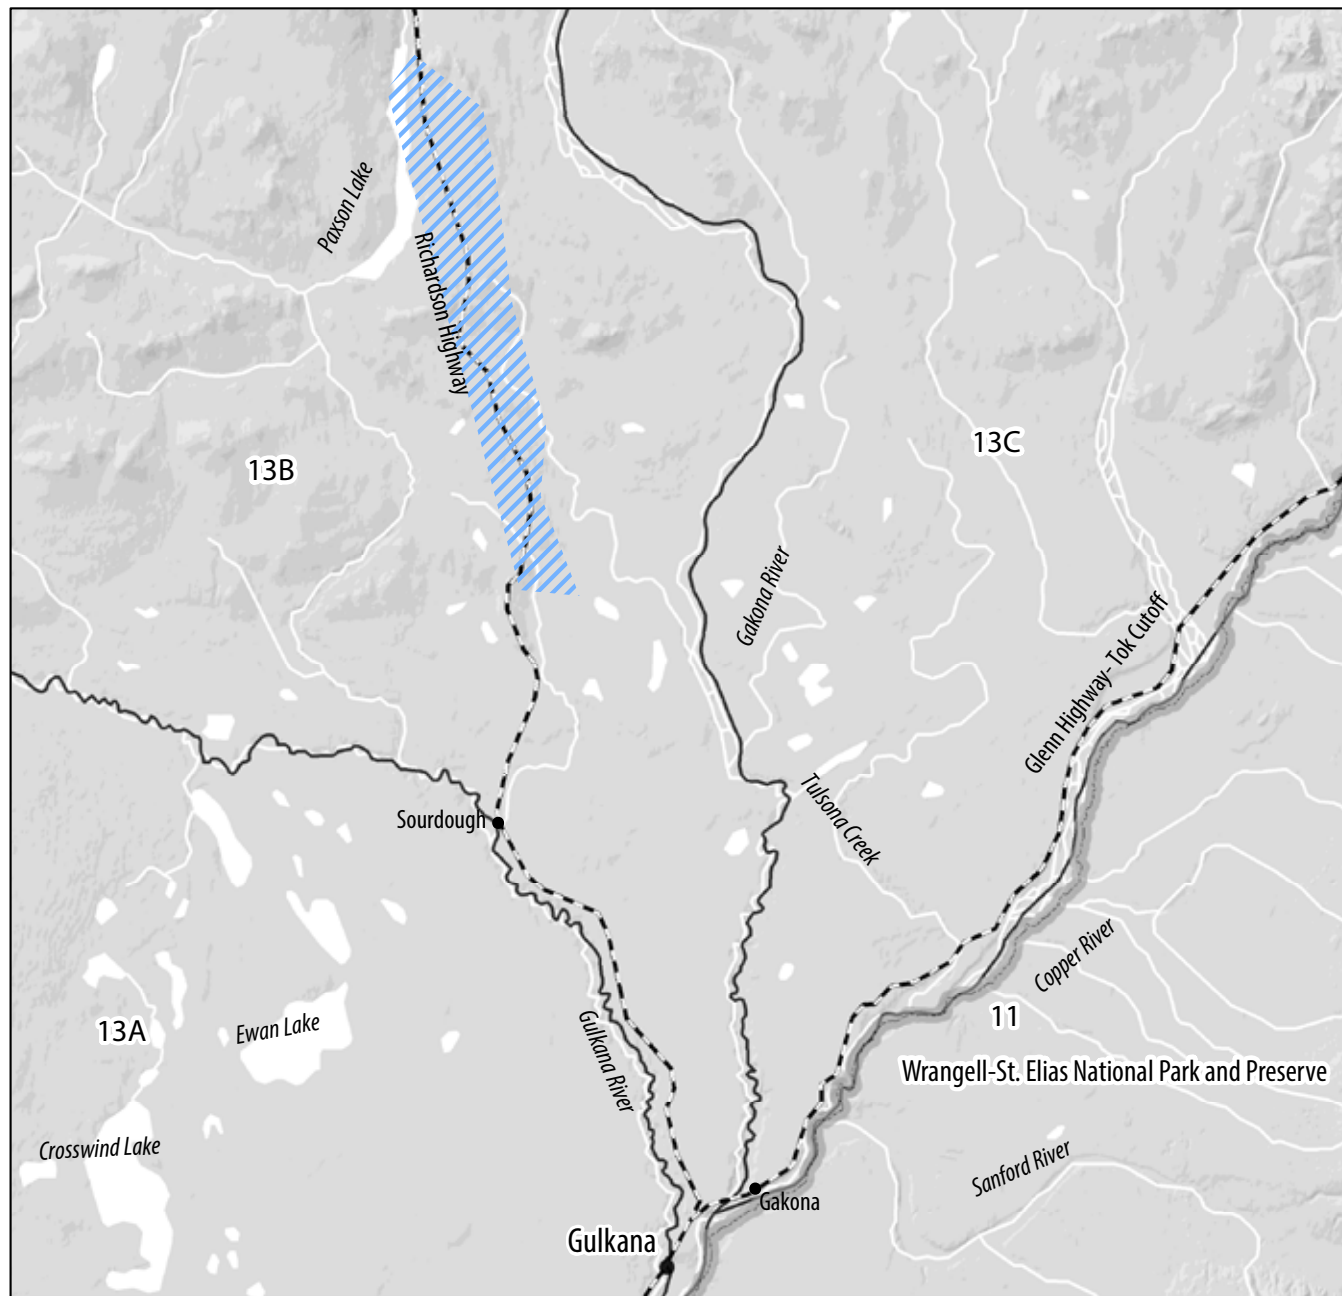 Paxson Lake
Richardson Highway
13B
13C
Gakona River
Glenn Highway- Tok Cutoff
Tulsona Creek
Sourdough
Copper River
11
13A
Ewan Lake
Gulkana River
Wrangell-St. Elias National Park and Preserve
Crosswind Lake
Sanford River
Gakona
Gulkana